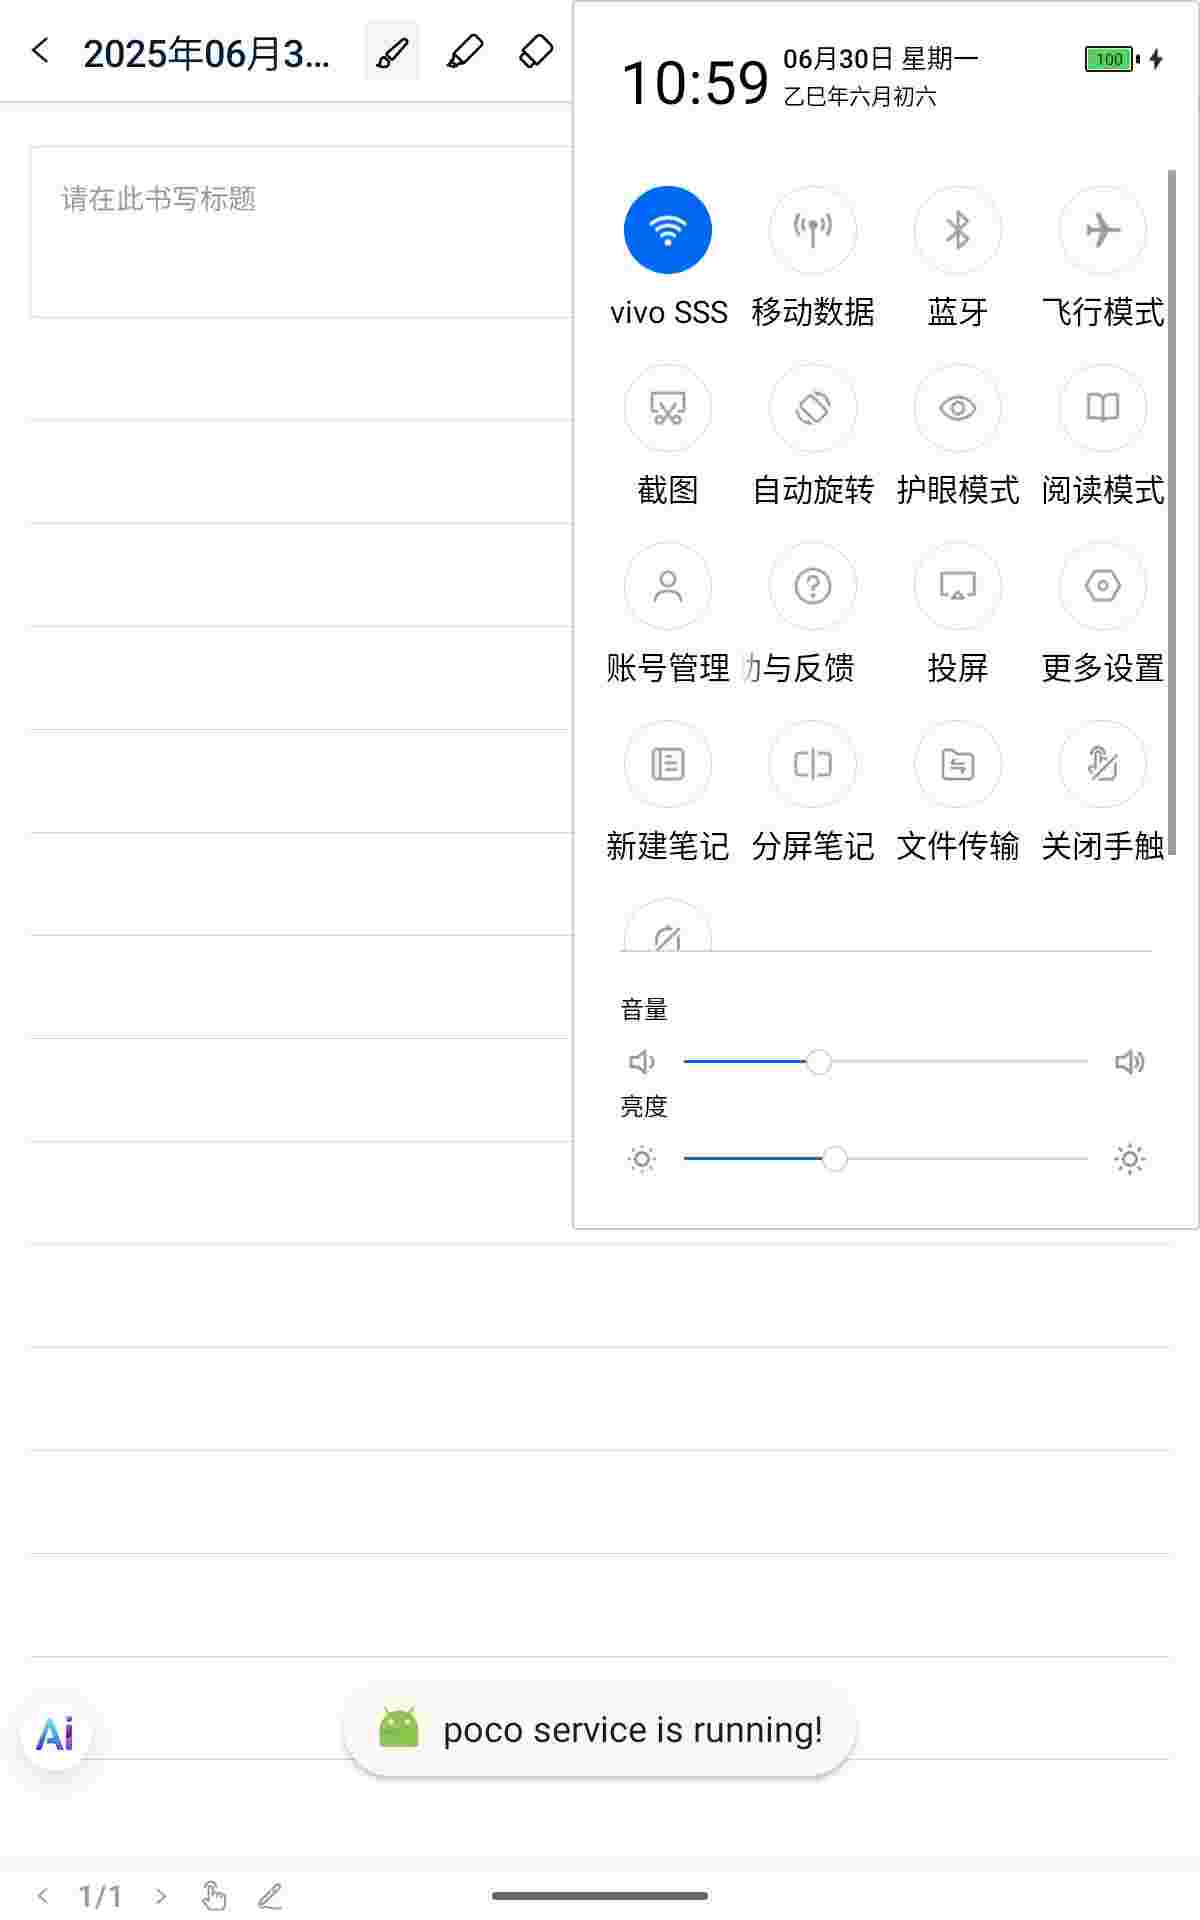 2025年06月3...
10:59
06月30日 星期一
乙巳年六月初六
100
请在此书写标题
vivo SSS
移动数据
蓝牙
飞行模式
截图
自动旋转
护眼模式
阅读模式
账号管理
与反馈
投屏
更多设置
新建笔记
分屏笔记
文件传输
关闭手触
音量
亮度
Ai
poco service is running!
1/1